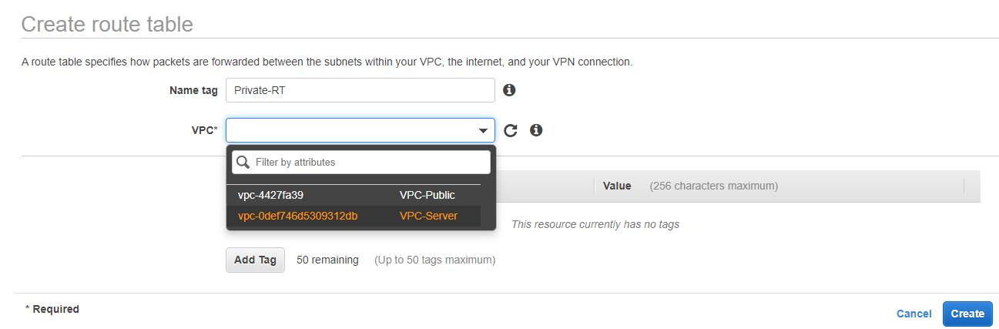 Create route table
A route table specifies how packets are forwarded between the subnets within your VPC, the internet, and your VPN connection.
Name tag Private-RT
VPC*
Filter by attributes
vpc-4427fa39 VPC-Public
Value (256 characters maximum)
vpc-0def746d5309312db VPC-Server
This resource currently has no tags
Add Tag 50 remaining (Up to 50 tags maximum)
* Required
Cancel Create